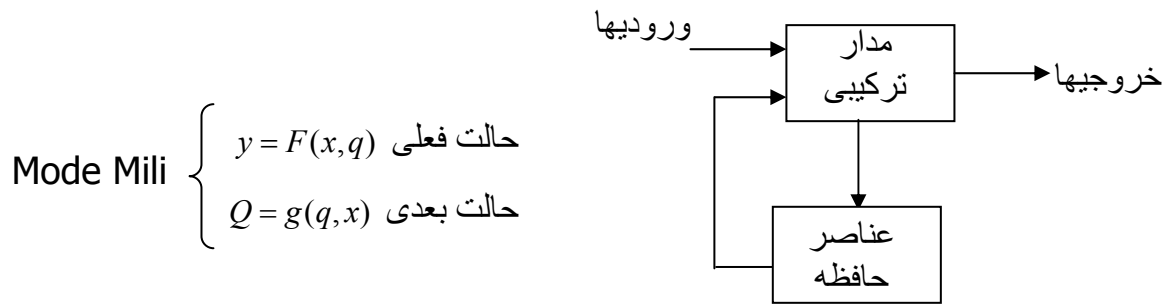 Mode Mili
y = F(x,q) حالت فعلی
Q = g(q,x) حالت بعدی
ورودیها
مدار
ترکیبی
خروجیها
عناصر
حافظه